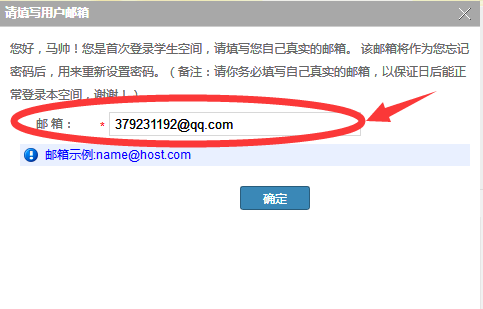 请填写用户邮箱
您好，马帅！您是首次登录学生空间，请填写您自己真实的邮箱。 该邮箱将作为您忘记
密码后，用来重新设置密码。（备注：请你务必填写自己真实的邮箱，以保证日后能正
常登录本空间，谢谢！）
邮 箱： * 379231192@qq.com
邮箱示例:name@host.com
确定